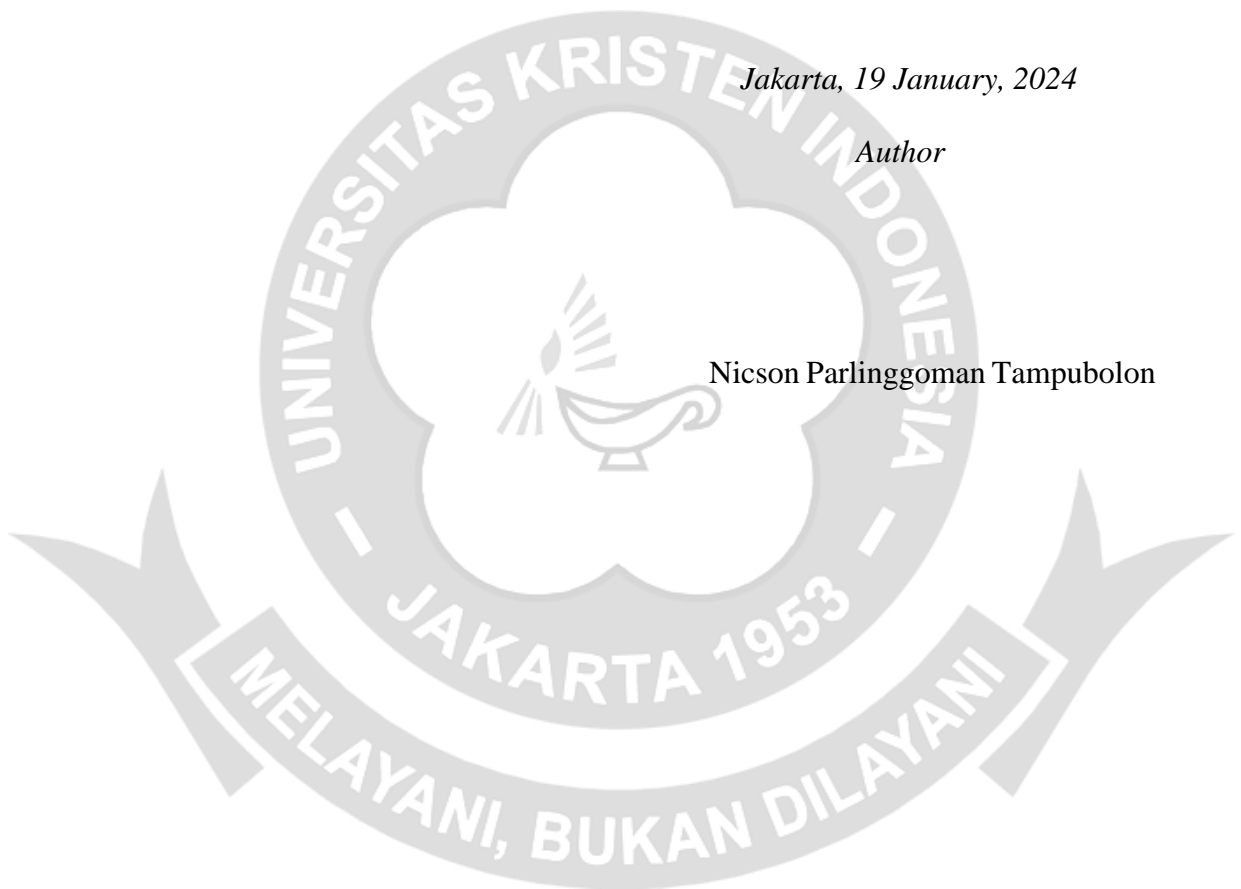 Jakarta, 19 January, 2024
Author
Nicson Parlinggoman Tampubolon
UNIVERSITAS KRISTEN INDONESIA
JAKARTA 1953
MELAYANI, BUKAN DILAYANI